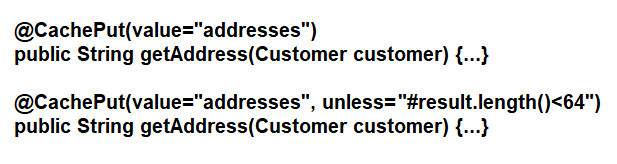 @CachePut(value="addresses")
public String getAddress(Customer customer) {...}
@CachePut(value="addresses", unless="#result.length()<64")
public String getAddress(Customer customer) {...}